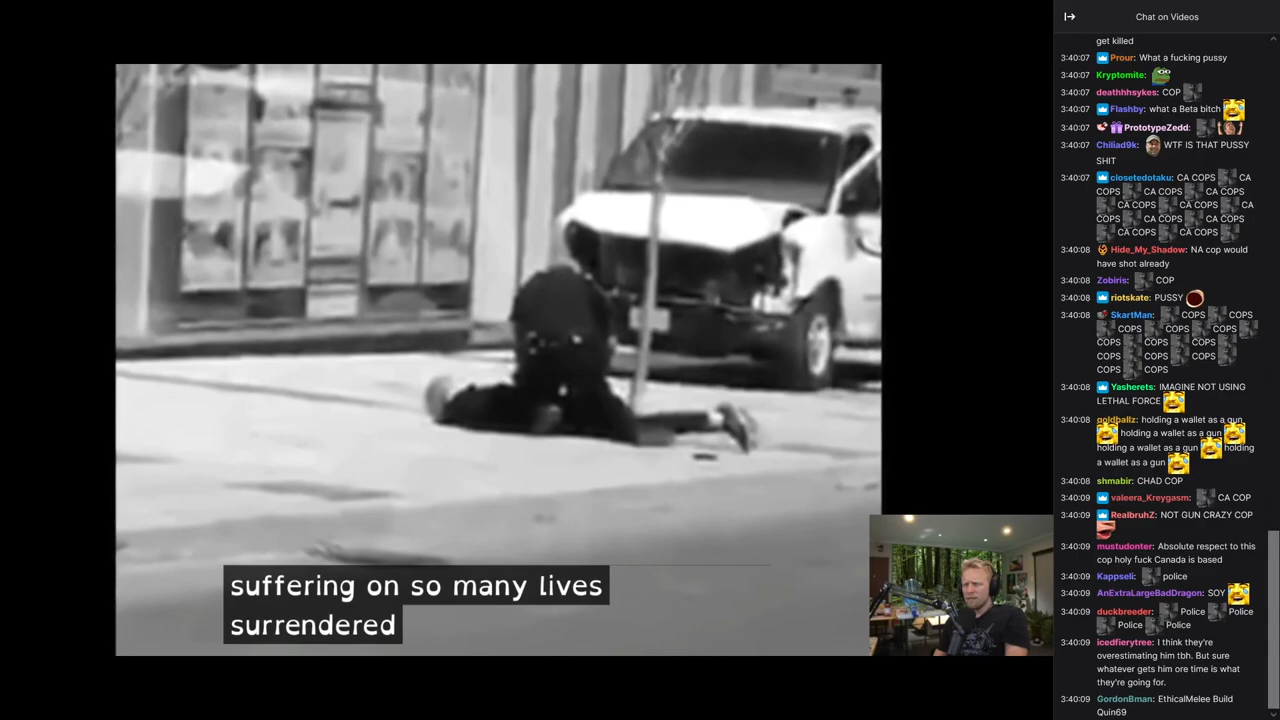 suffering on so many lives
surrendered
Chat on Videos
get killed
3:40:07 Prour: What a fucking pussy
3:40:07 Kryptomite:
3:40:07 deathhhsykes: COP
3:40:07 Flashby: what a Beta bitch
3:40:07 PrototypeZedd:
3:40:07 Chiliad9k: WTF IS THAT PUSSY
SHIT
3:40:07 closetedotaku: CA COPS CA
COPS CA COPS CA COPS
CA COPS CA COPS CA
COPS CA COPS CA COPS
CA COPS CA COPS
3:40:08 Hide_My_Shadow: NA cop would
have shot already
3:40:08 Zobiris: COP
3:40:08 riotskate: PUSSY
3:40:08 SkartMan: COPS COPS
COPS COPS COPS
COPS COPS COPS
COPS COPS COPS
COPS COPS
3:40:08 Yasherets: IMAGINE NOT USING
LETHAL FORCE
3:40:08 goldballz: holding a wallet as a gun
holding a wallet as a gun
holding a wallet as a gun holding
a wallet as a gun
3:40:08 shmabir: CHAD COP
3:40:09 valeera_Kreygasm: CA COP
3:40:09 RealbruhZ: NOT GUN CRAZY COP
3:40:09 mustudonter: Absolute respect to this
cop holy fuck Canada is based
3:40:09 Kappseli: police
3:40:09 AnExtraLargeBadDragon: SOY
3:40:09 duckbreeder: Police Police
Police Police
3:40:09 icedfierytree: I think they're
overestimating him tbh. But sure
whatever gets him ore time is what
they're going for.
3:40:09 GordonBman: EthicalMelee Build
Quin69